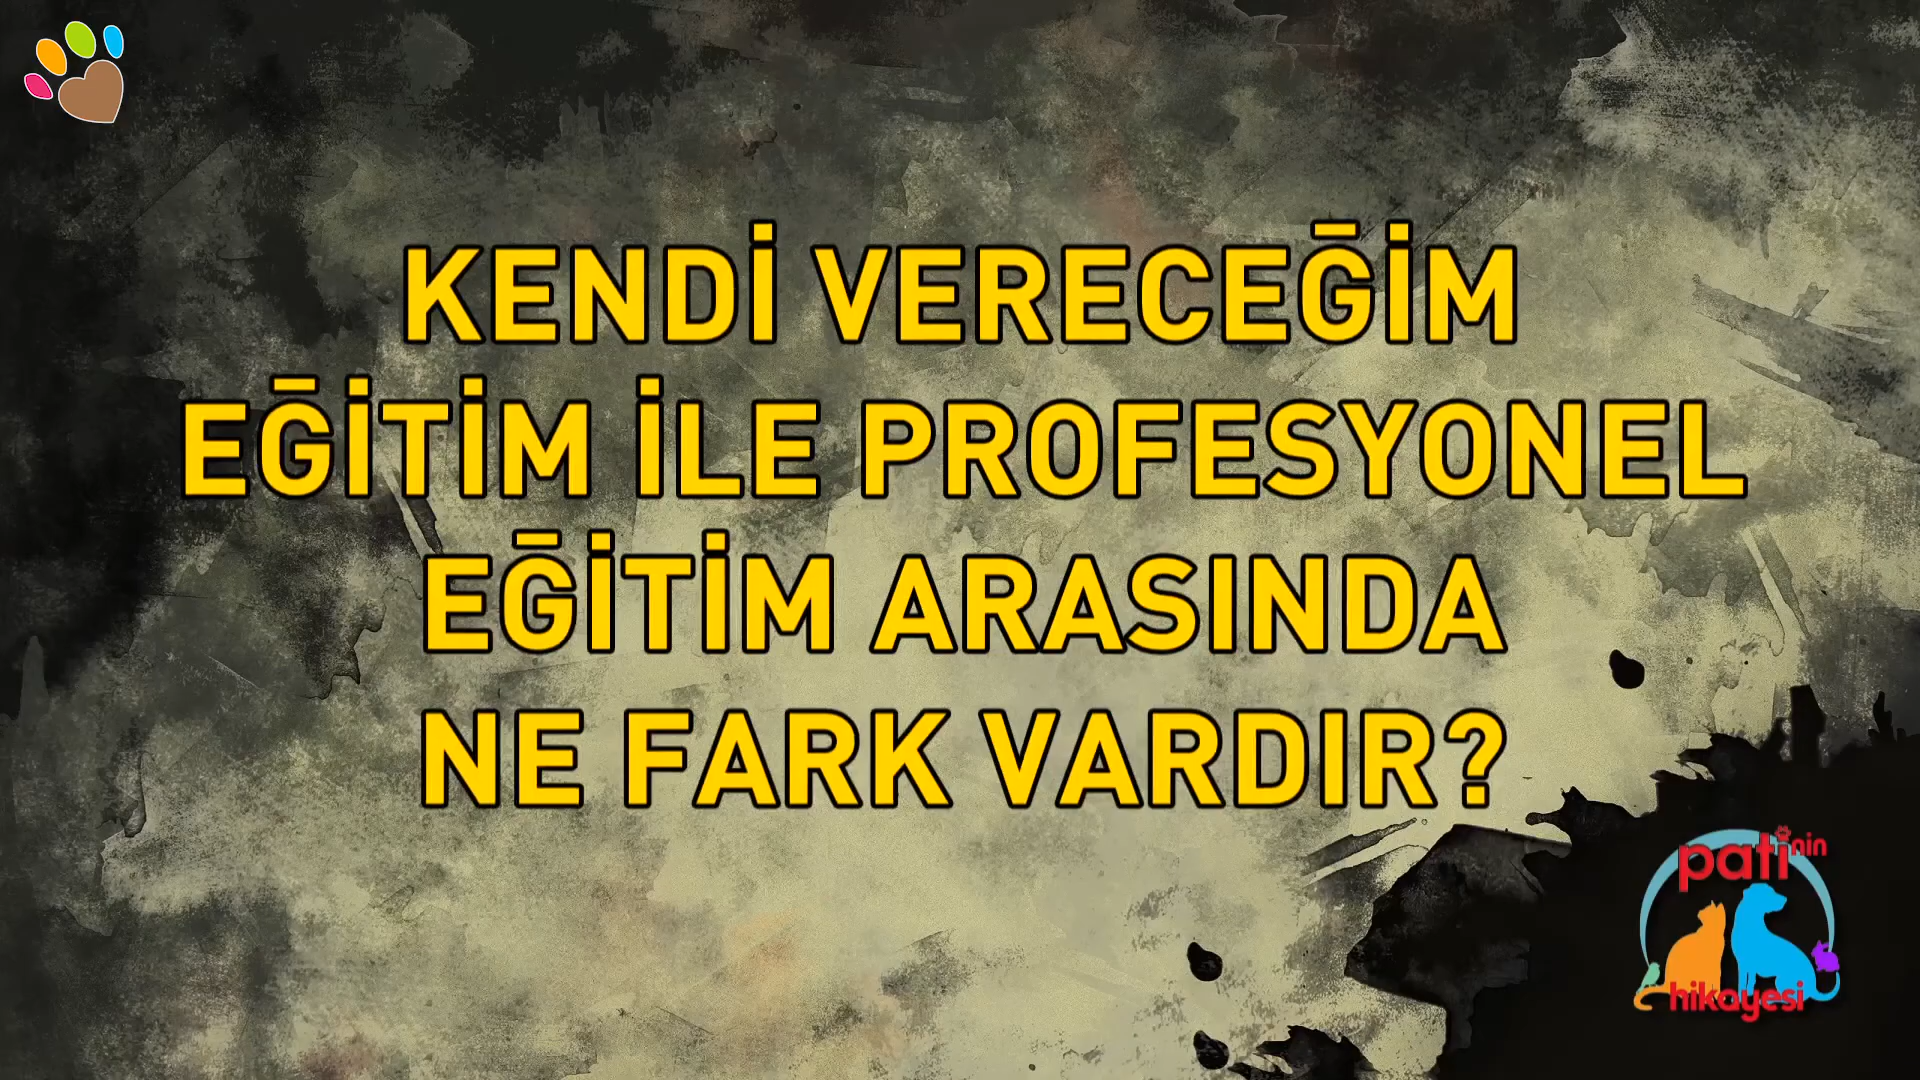 KENDİ VERECEĞİM
EĞİTİM İLE PROFESYONEL
EĞİTİM ARASINDA
NE FARK VARDIR?
patinin
hikayesi